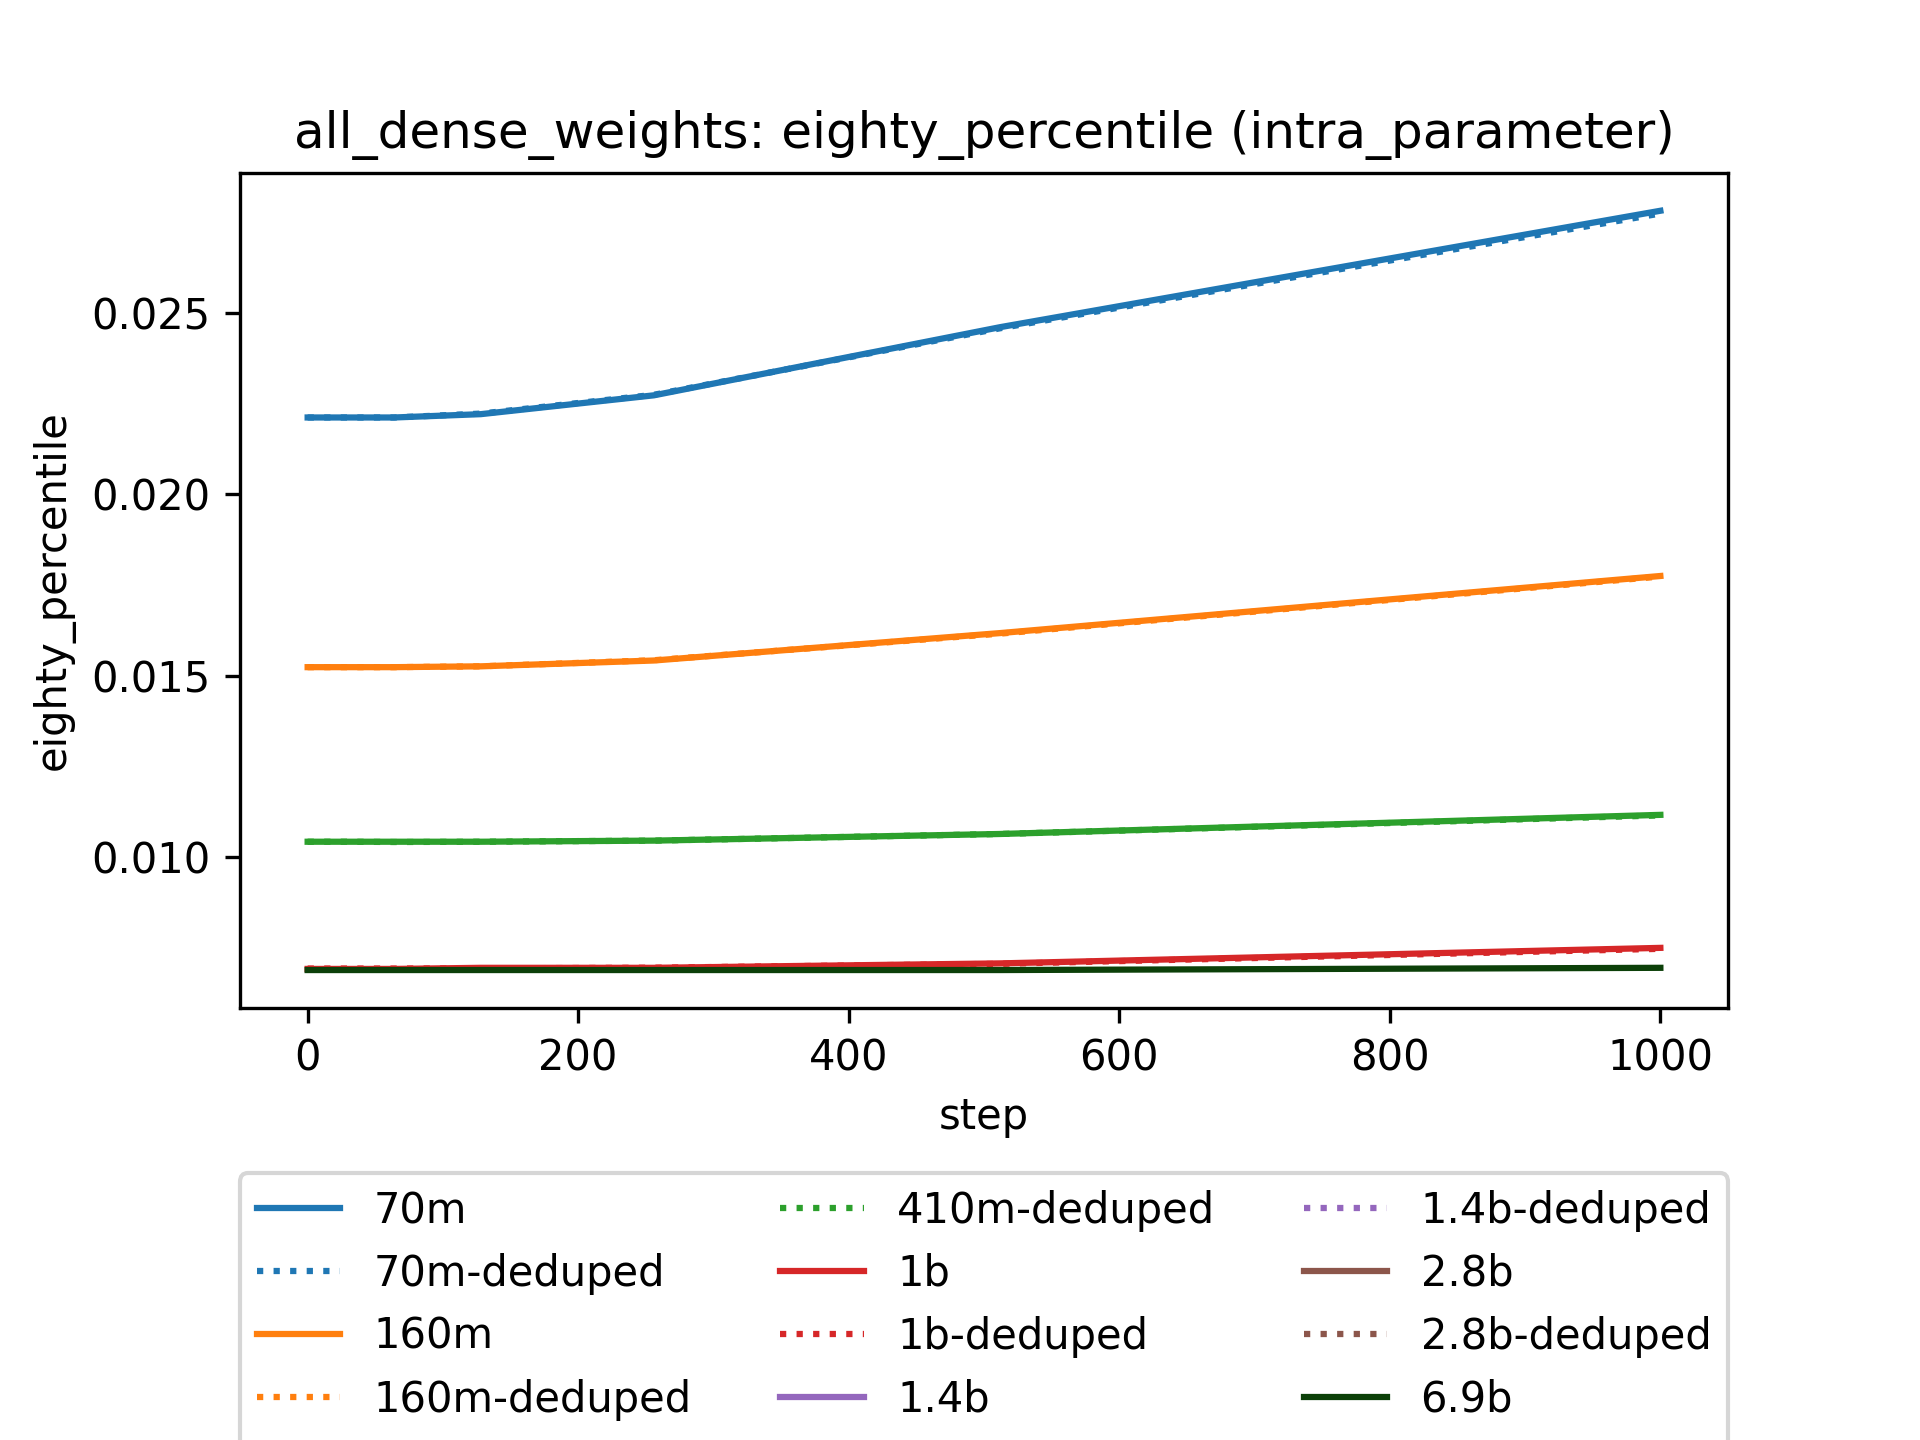 all_dense_weights: eighty_percentile (intra_parameter)
eighty_percentile
0.025
0.020
0.015
0.010
0 200 400 600 800 1000
step
70m 410m-deduped 1.4b-deduped
70m-deduped 1b 2.8b
160m 1b-deduped 2.8b-deduped
160m-deduped 1.4b 6.9b